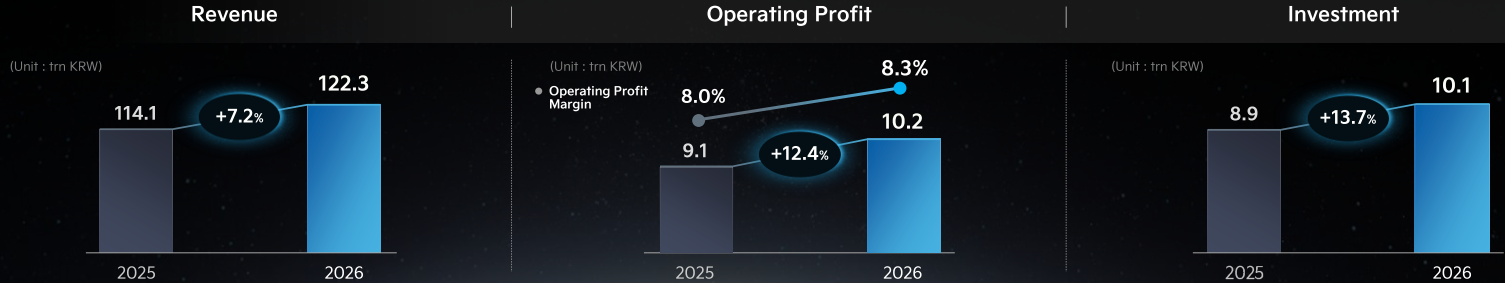 Revenue
(Unit : trn KRW)
114.1
+7.2%
122.3
2025
2026
Operating Profit
(Unit : trn KRW)
Operating Profit
Margin
8.0%
8.3%
9.1
+12.4%
10.2
2025
2026
Investment
(Unit : trn KRW)
8.9
+13.7%
10.1
2025
2026